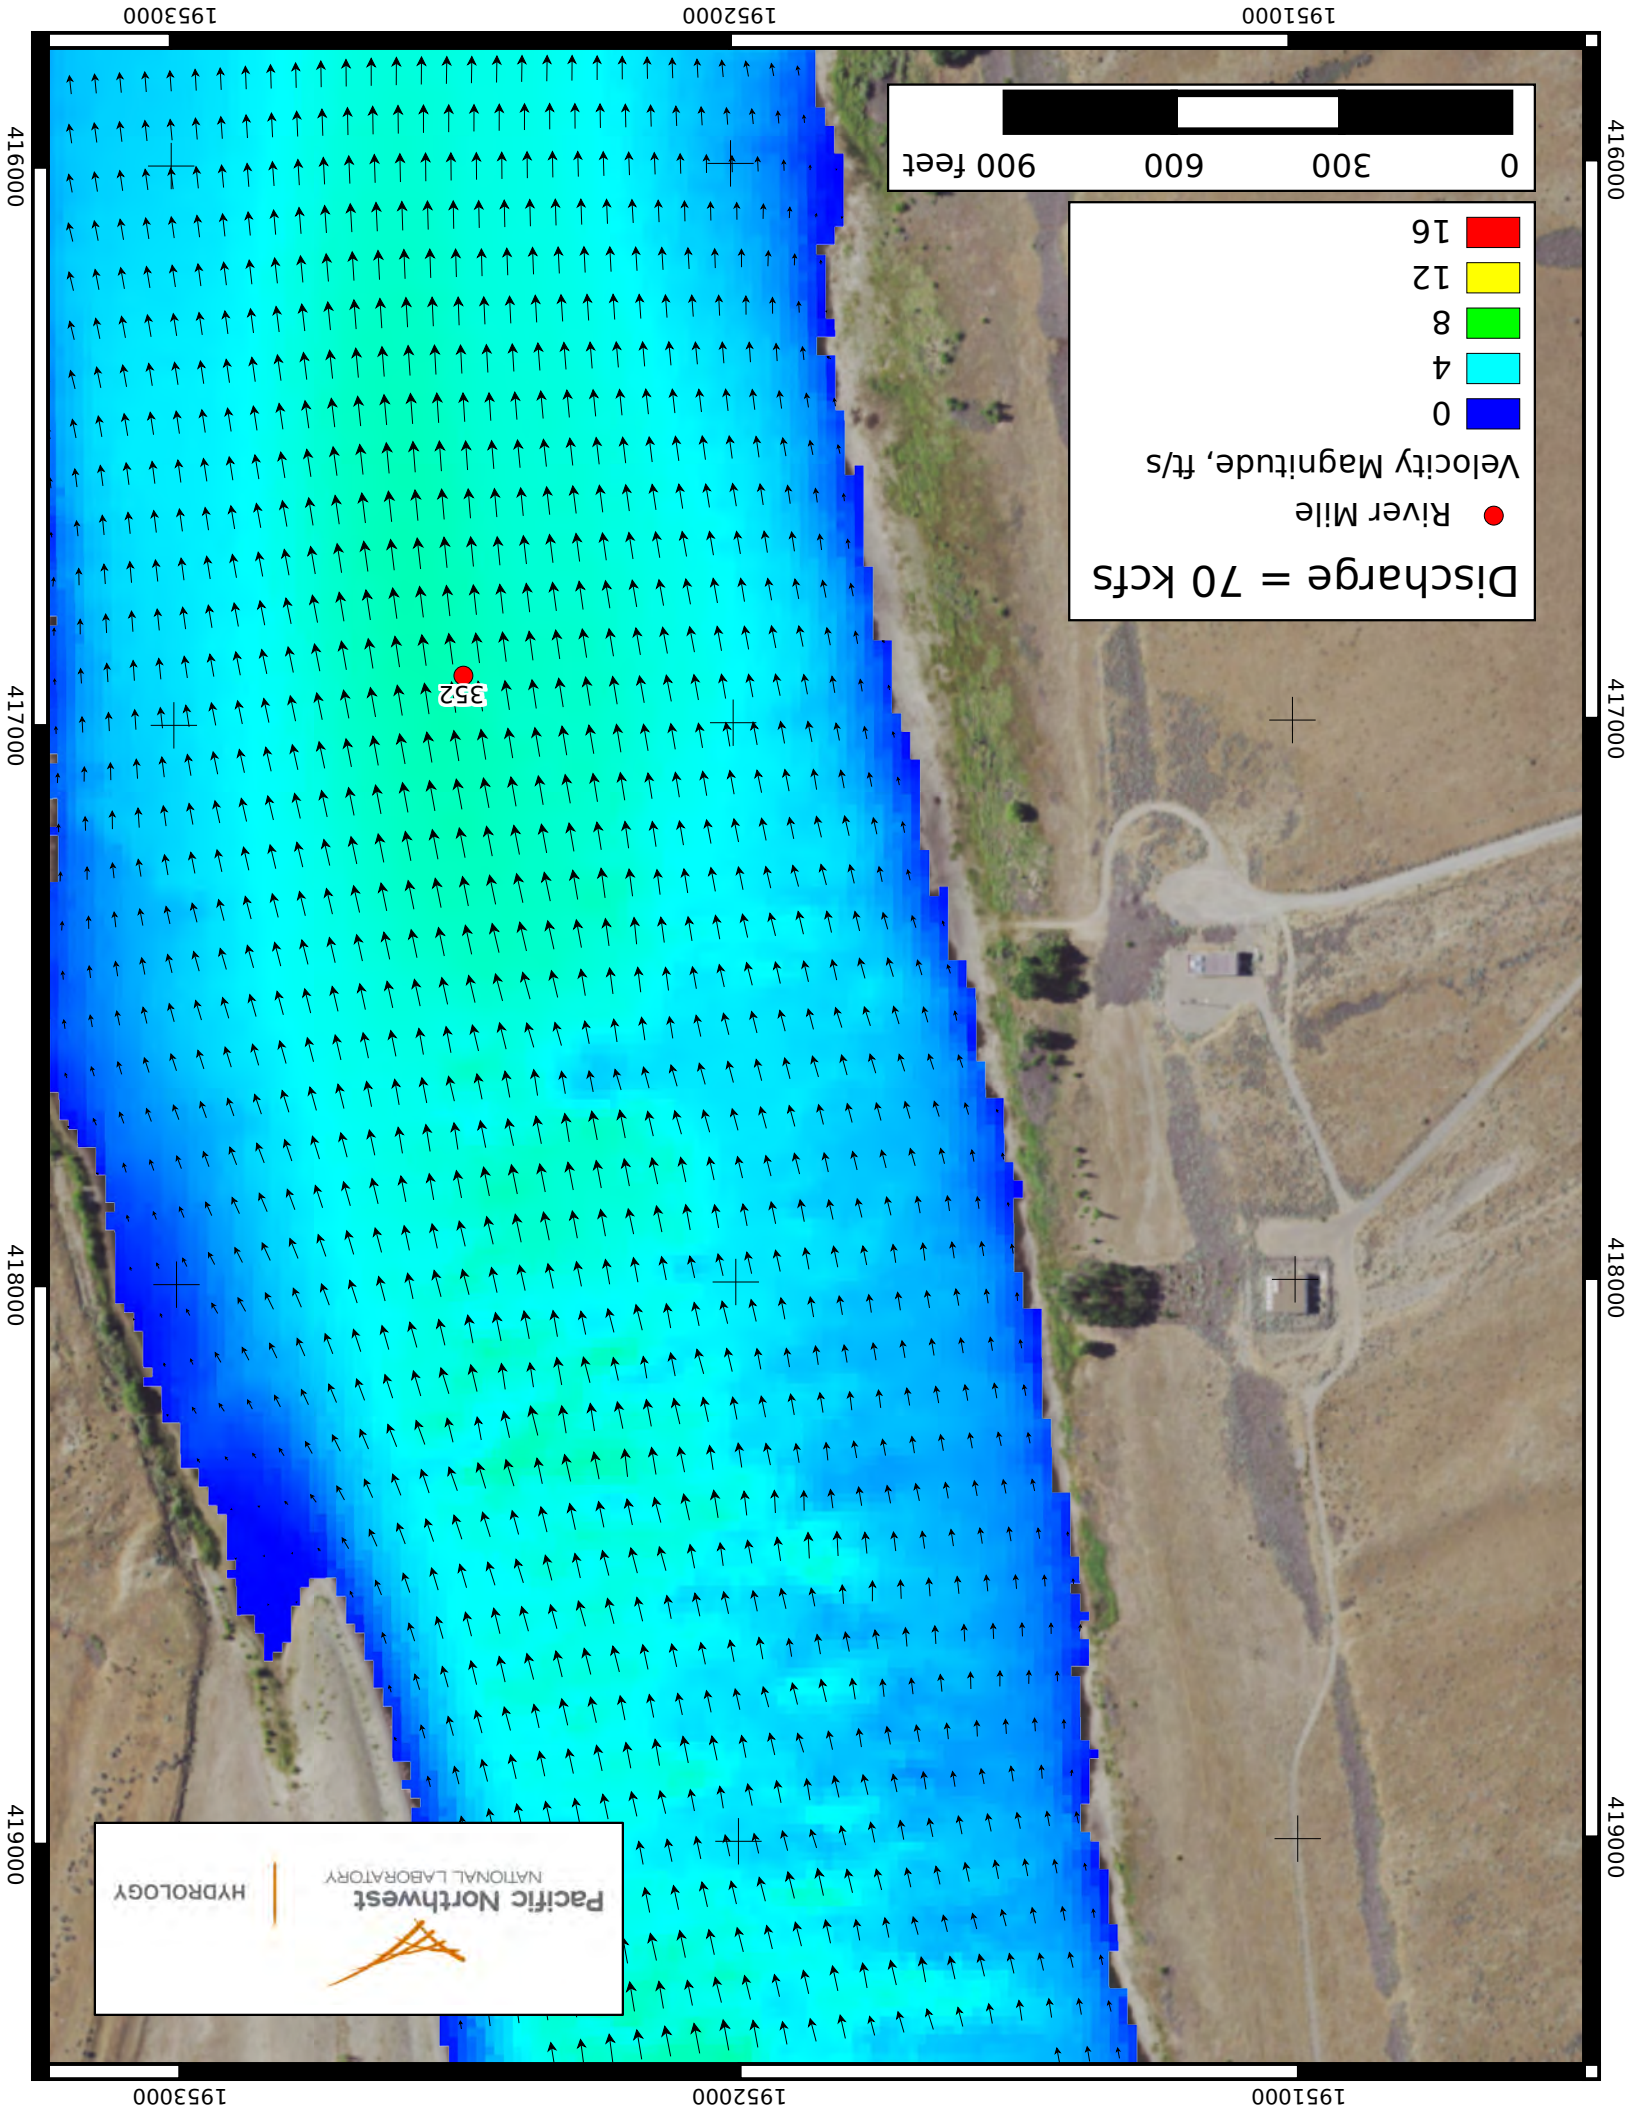 1951000 1952000 1953000
419000 419000
Pacific Northwest
NATIONAL LABORATORY
HYDROLOGY
418000 418000
417000 417000
352
Discharge = 70 kcfs
River Mile
Velocity Magnitude, ft/s
0
4
8
12
16
0 300 600 900 feet
416000 416000
1951000 1952000 1953000